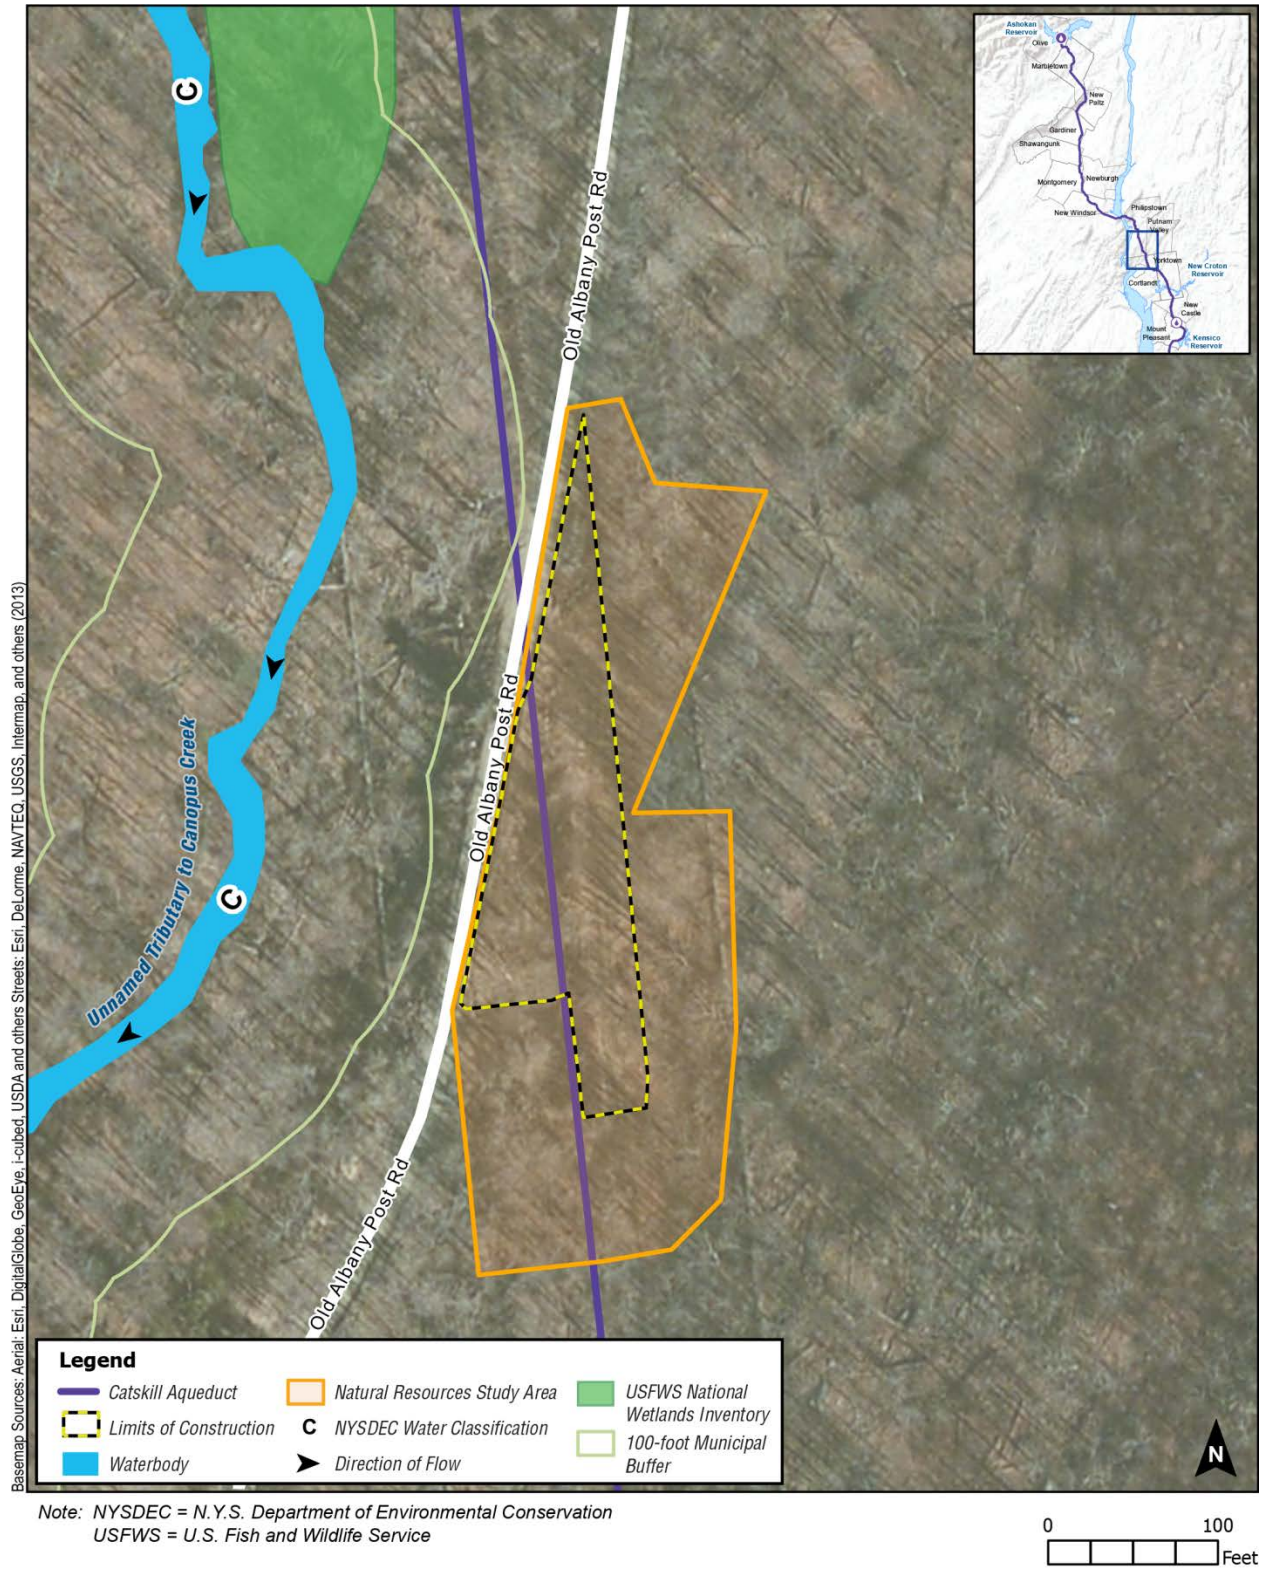 Ashokan
Reservoir
Olive
Marbletown
New
Paltz
Gardiner
Shawangunk
Montgomery
Newburgh
New Windsor
Philipstown
Putnam
Valley
Yorktown
New Croton
Reservoir
Cortlandt
New
Castle
Mount
Pleasant
Kensico
Reservoir
C
Old Albany Post Rd
Old Albany Post Rd
Unnamed Tributary to Canopus Creek
C
Old Albany Post Rd
Basemap Sources: Aerial: Esri, DigitalGlobe, GeoEye, i-cubed, USDA and others Streets: Esri, DeLorme, NAVTEQ, USGS, Intermap, and others (2013)
Legend
Catskill Aqueduct
Limits of Construction
Waterbody
Natural Resources Study Area
C NYSDEC Water Classification
Direction of Flow
USFWS National
Wetlands Inventory
100-foot Municipal
Buffer
N
Note: NYSDEC = N.Y.S. Department of Environmental Conservation
USFWS = U.S. Fish and Wildlife Service
0 100
Feet